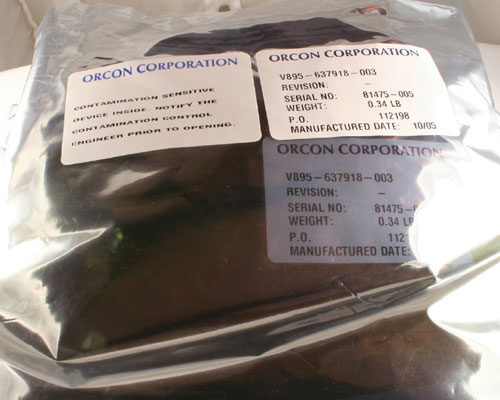 ORCON CORPORATION
CONTAMINATION SENSITIVE
DEVICE INSIDE. NOTIFY THE
CONTAMINATION CONTROL
ENGINEER PRIOR TO OPENING.
ORCON CORPORATION
V895-637918-003
REVISION: -
SERIAL NO: 81475-005
WEIGHT: 0.34 LB
P.O. 112198
MANUFACTURED DATE: 10/05
ORCON CORPORATION
V895-637918-003
REVISION: -
SERIAL NO: 81475-
WEIGHT: 0.34 LB
P.O. 112
MANUFACTURED DATE: